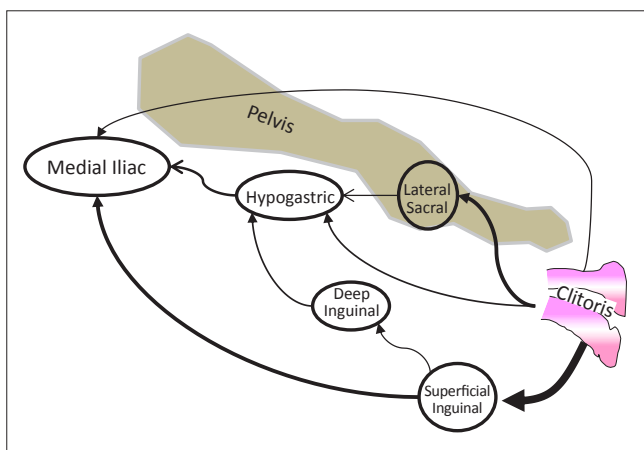 Pelvis
Medial Iliac
Hypogastric
Lateral
Sacral
Deep
Inguinal
Clitoris
Superficial
Inguinal